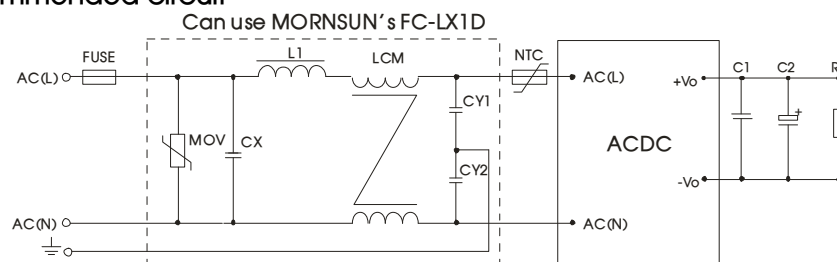 Can use MORNSUN's FC-LX1D
FUSE
L1
LCM
NTC
AC(L)
AC(L)
+Vo
C1
C2
R
CY1
MOV
CX
+
ACDC
CY2
-Vo
AC(N)
AC(N)